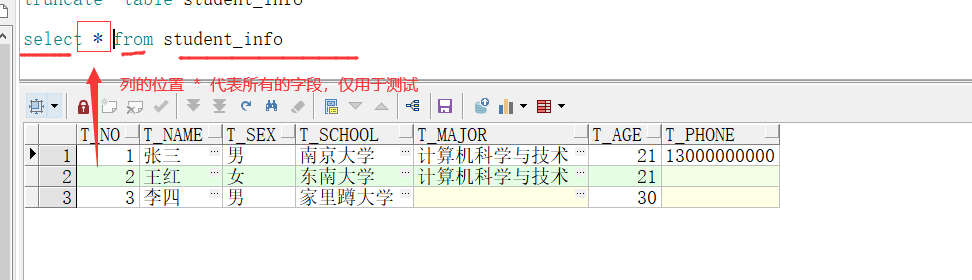 truncate table student_info
select * from student_info
列的位置 * 代表所有的字段，仅用于测试
T_NO T_NAME T_SEX T_SCHOOL T_MAJOR T_AGE T_PHONE
1 1 张三 ··· 男 南京大学 ··· 计算机科学与技术 ··· 21 13000000000
2 2 王红 ··· 女 东南大学 ··· 计算机科学与技术 ··· 21
3 3 李四 ··· 男 家里蹲大学 ··· ··· 30